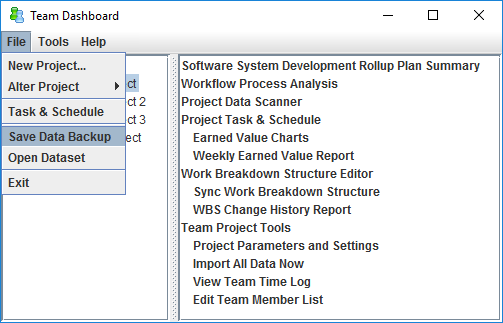 Team Dashboard
File Tools Help
New Project...
Alter Project
Task & Schedule
Save Data Backup
Open Dataset
Exit
ct
ct 2
ct 3
ect
Software System Development Rollup Plan Summary
Workflow Process Analysis
Project Data Scanner
Project Task & Schedule
Earned Value Charts
Weekly Earned Value Report
Work Breakdown Structure Editor
Sync Work Breakdown Structure
WBS Change History Report
Team Project Tools
Project Parameters and Settings
Import All Data Now
View Team Time Log
Edit Team Member List